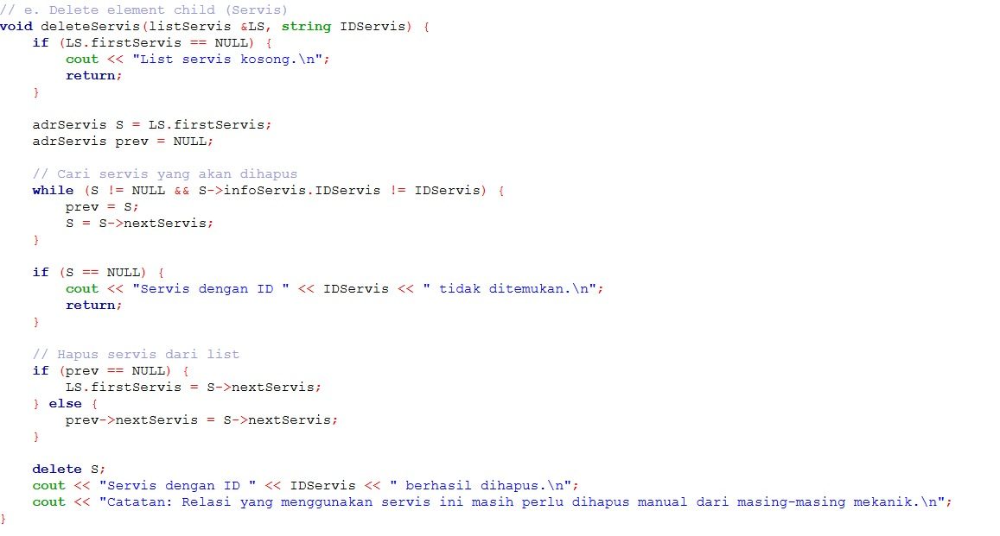 // e. Delete element child (Servis)
void deleteServis(listServis &LS, string IDServis) {
    if (LS.firstServis == NULL) {
        cout << "List servis kosong.\n";
        return;
    }

    adrServis S = LS.firstServis;
    adrServis prev = NULL;

    // Cari servis yang akan dihapus
    while (S != NULL && S->infoServis.IDServis != IDServis) {
        prev = S;
        S = S->nextServis;
    }

    if (S == NULL) {
        cout << "Servis dengan ID " << IDServis << " tidak ditemukan.\n";
        return;
    }

    // Hapus servis dari list
    if (prev == NULL) {
        LS.firstServis = S->nextServis;
    } else {
        prev->nextServis = S->nextServis;
    }

    delete S;
    cout << "Servis dengan ID " << IDServis << " berhasil dihapus.\n";
    cout << "Catatan: Relasi yang menggunakan servis ini masih perlu dihapus manual dari masing-masing mekanik.\n";
}